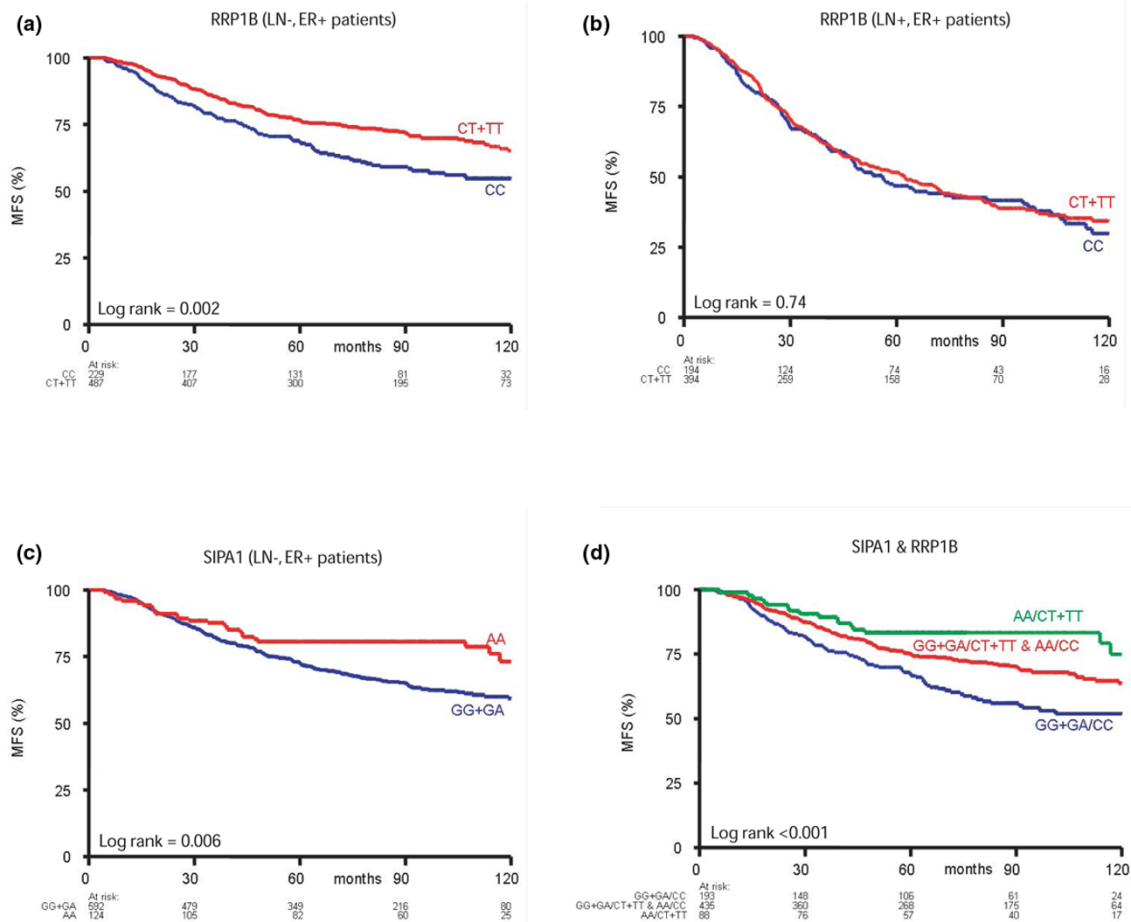 (a)
RRP1B (LN-, ER+ patients)
100
75
50
25
0
MFS (%)
CT+TT
CC
Log rank = 0.002
0 30 60 months 90 120
At risk:
CC 229 177 131 81 32
CT+TT 487 407 300 195 73
(b)
RRP1B (LN+, ER+ patients)
100
75
50
25
0
MFS (%)
CT+TT
CC
Log rank = 0.74
0 30 60 months 90 120
At risk:
CC 194 124 74 43 16
CT+TT 394 259 158 70 28
(c)
SIPA1 (LN-, ER+ patients)
100
75
50
25
0
MFS (%)
AA
GG+GA
Log rank = 0.006
0 30 60 months 90 120
At risk:
GG+GA 592 479 349 216 80
AA 124 105 82 60 25
(d)
SIPA1 & RRP1B
100
75
50
25
0
MFS (%)
AA/CT+TT
GG+GA/CT+TT & AA/CC
GG+GA/CC
Log rank <0.001
0 30 60 months 90 120
At risk:
GG+GA/CC 193 148 106 61 24
GG+GA/CT+TT & AA/CC 435 360 268 175 64
AA/CT+TT 88 76 57 40 17